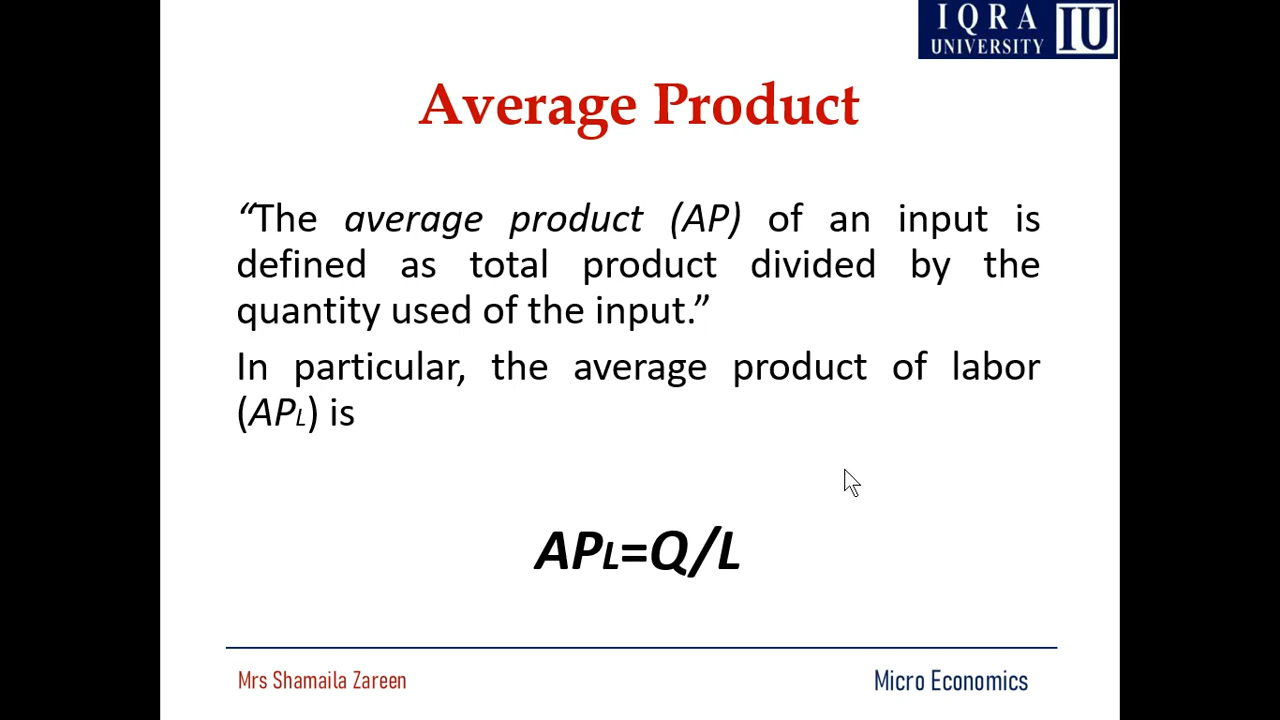 IQRA
UNIVERSITY IU
Average Product
“The average product (AP) of an input is
defined as total product divided by the
quantity used of the input.”
In particular, the average product of labor
(APL) is
APL=Q/L
Mrs Shamaila Zareen
Micro Economics